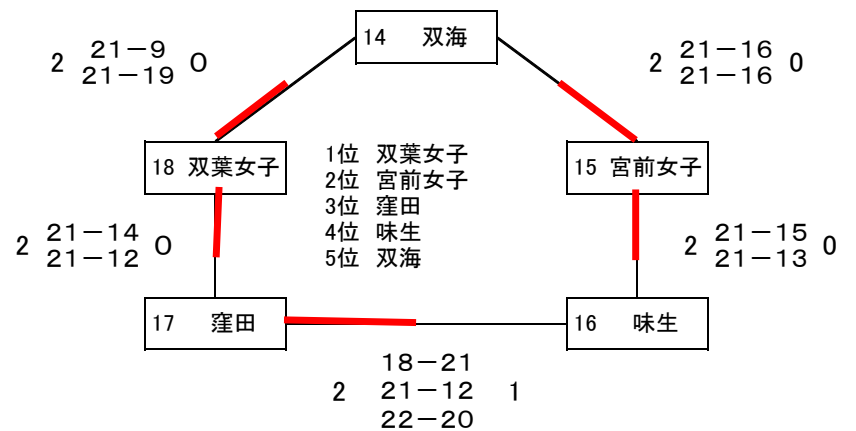 14 双海
2 21-9 0
21-19
2 21-16 0
21-16
18 双葉女子
1位 双葉女子
2位 宮前女子
3位 窪田
4位 味生
5位 双海
15 宮前女子
2 21-14 0
21-12
2 21-15 0
21-13
17 窪田
16 味生
18-21
2 21-12 1
22-20